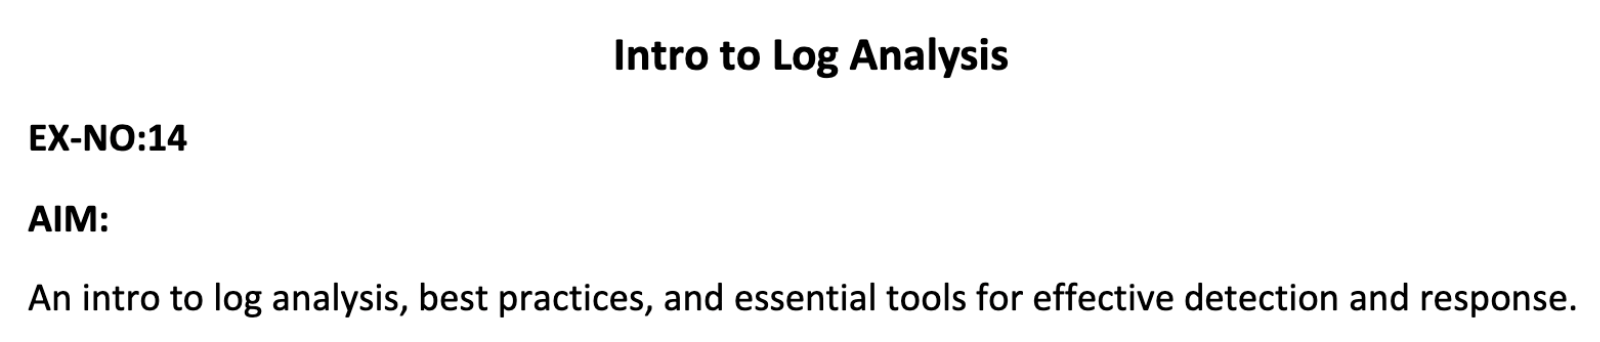 Intro to Log Analysis
EX-NO:14
AIM:
An intro to log analysis, best practices, and essential tools for effective detection and response.